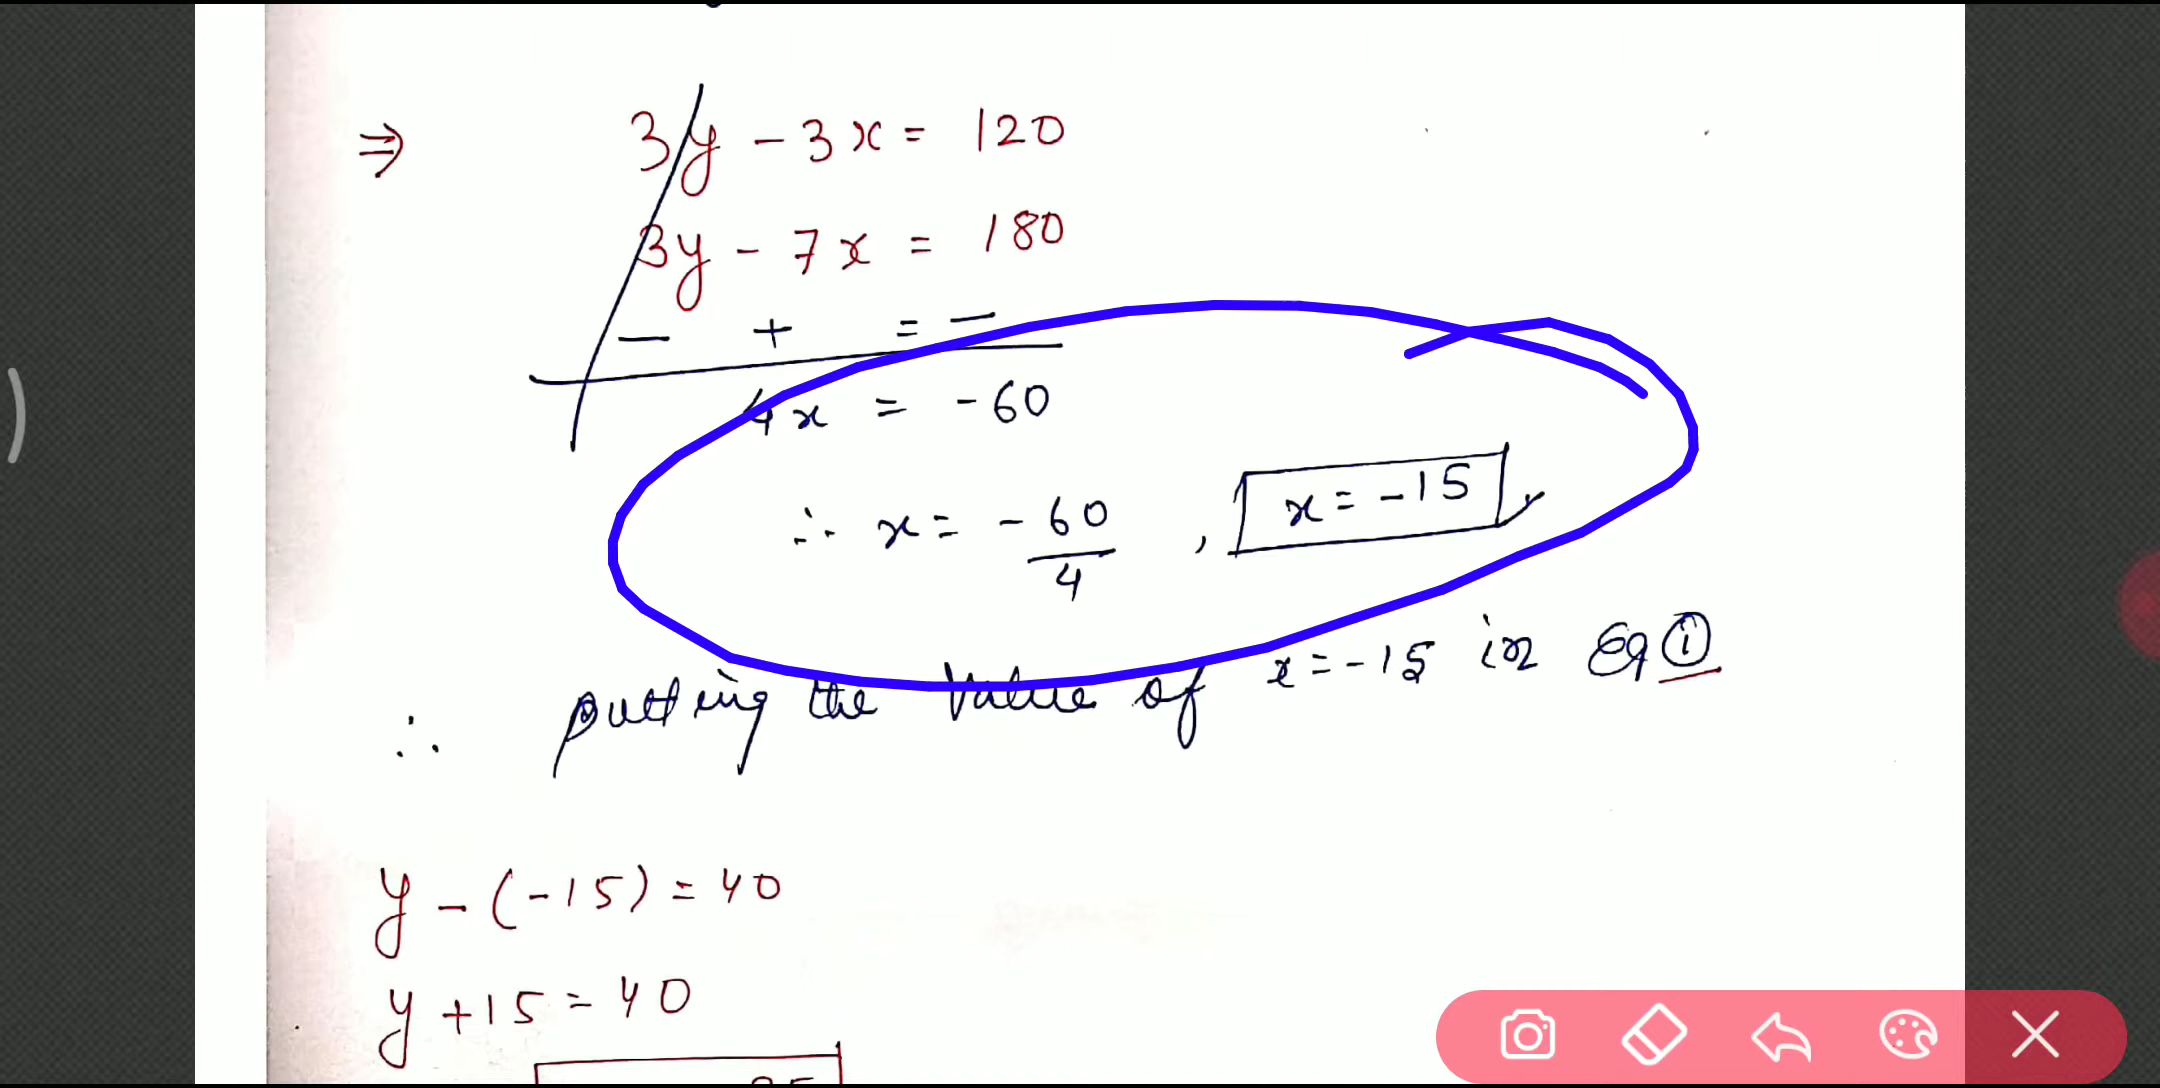 ⇒ 3y - 3x = 120
3y - 7x = 180
- + = -
4x = -60
∴ x = -60/4 , x = -15
∴ putting the value of x = -15 in Eq ①
y - (-15) = 40
y + 15 = 40